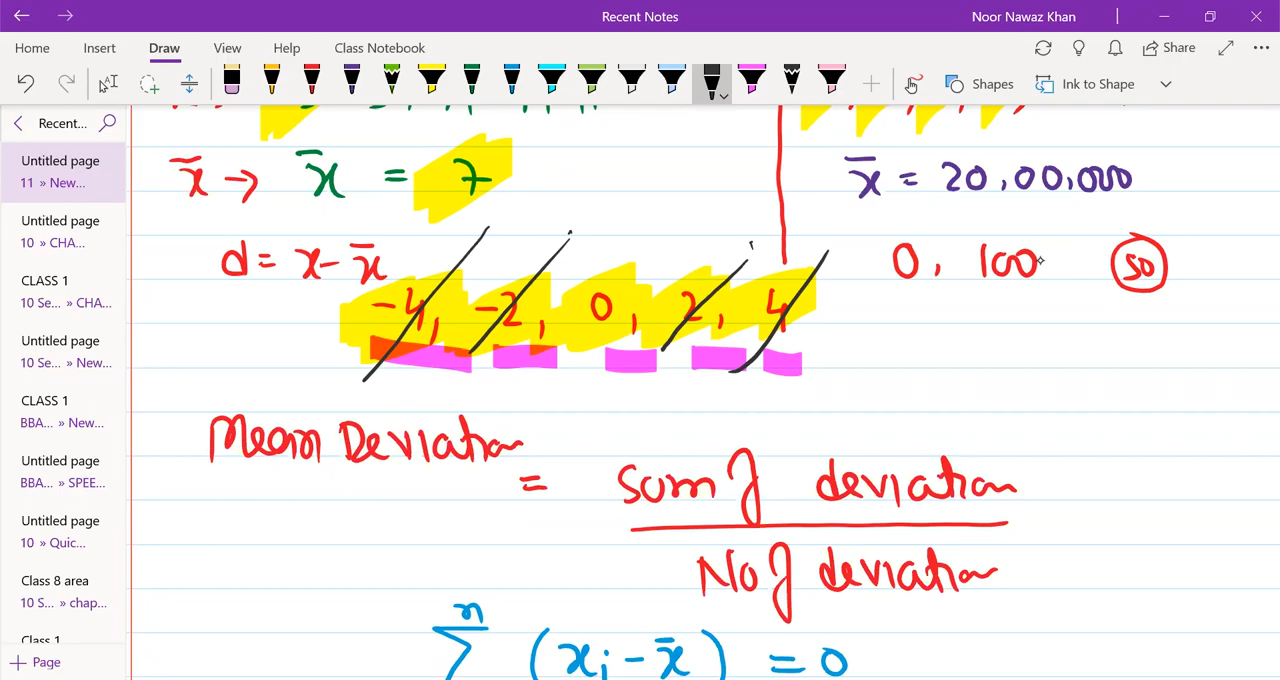 Recent Notes
Noor Nawaz Khan
Home Insert Draw View Help Class Notebook
Share
Shapes
Ink to Shape
Recent...
Untitled page
11 » New...
Untitled page
10 » CHA...
CLASS 1
10 Se... » CHA...
Untitled page
10 Se... » New...
CLASS 1
BBA... » New...
Untitled page
BBA... » SPEE...
Untitled page
10 » Quic...
Class 8 area
10 S... » chap...
Class 1
Page
x̄ → x̄ = 7
x̄ = 20,00,000
d = x - x̄
-4, -2, 0, 2, 4
0, 100
50
Mean Deviation = Sum of deviation
No of deviation
n
∑ (xi - x̄) = 0